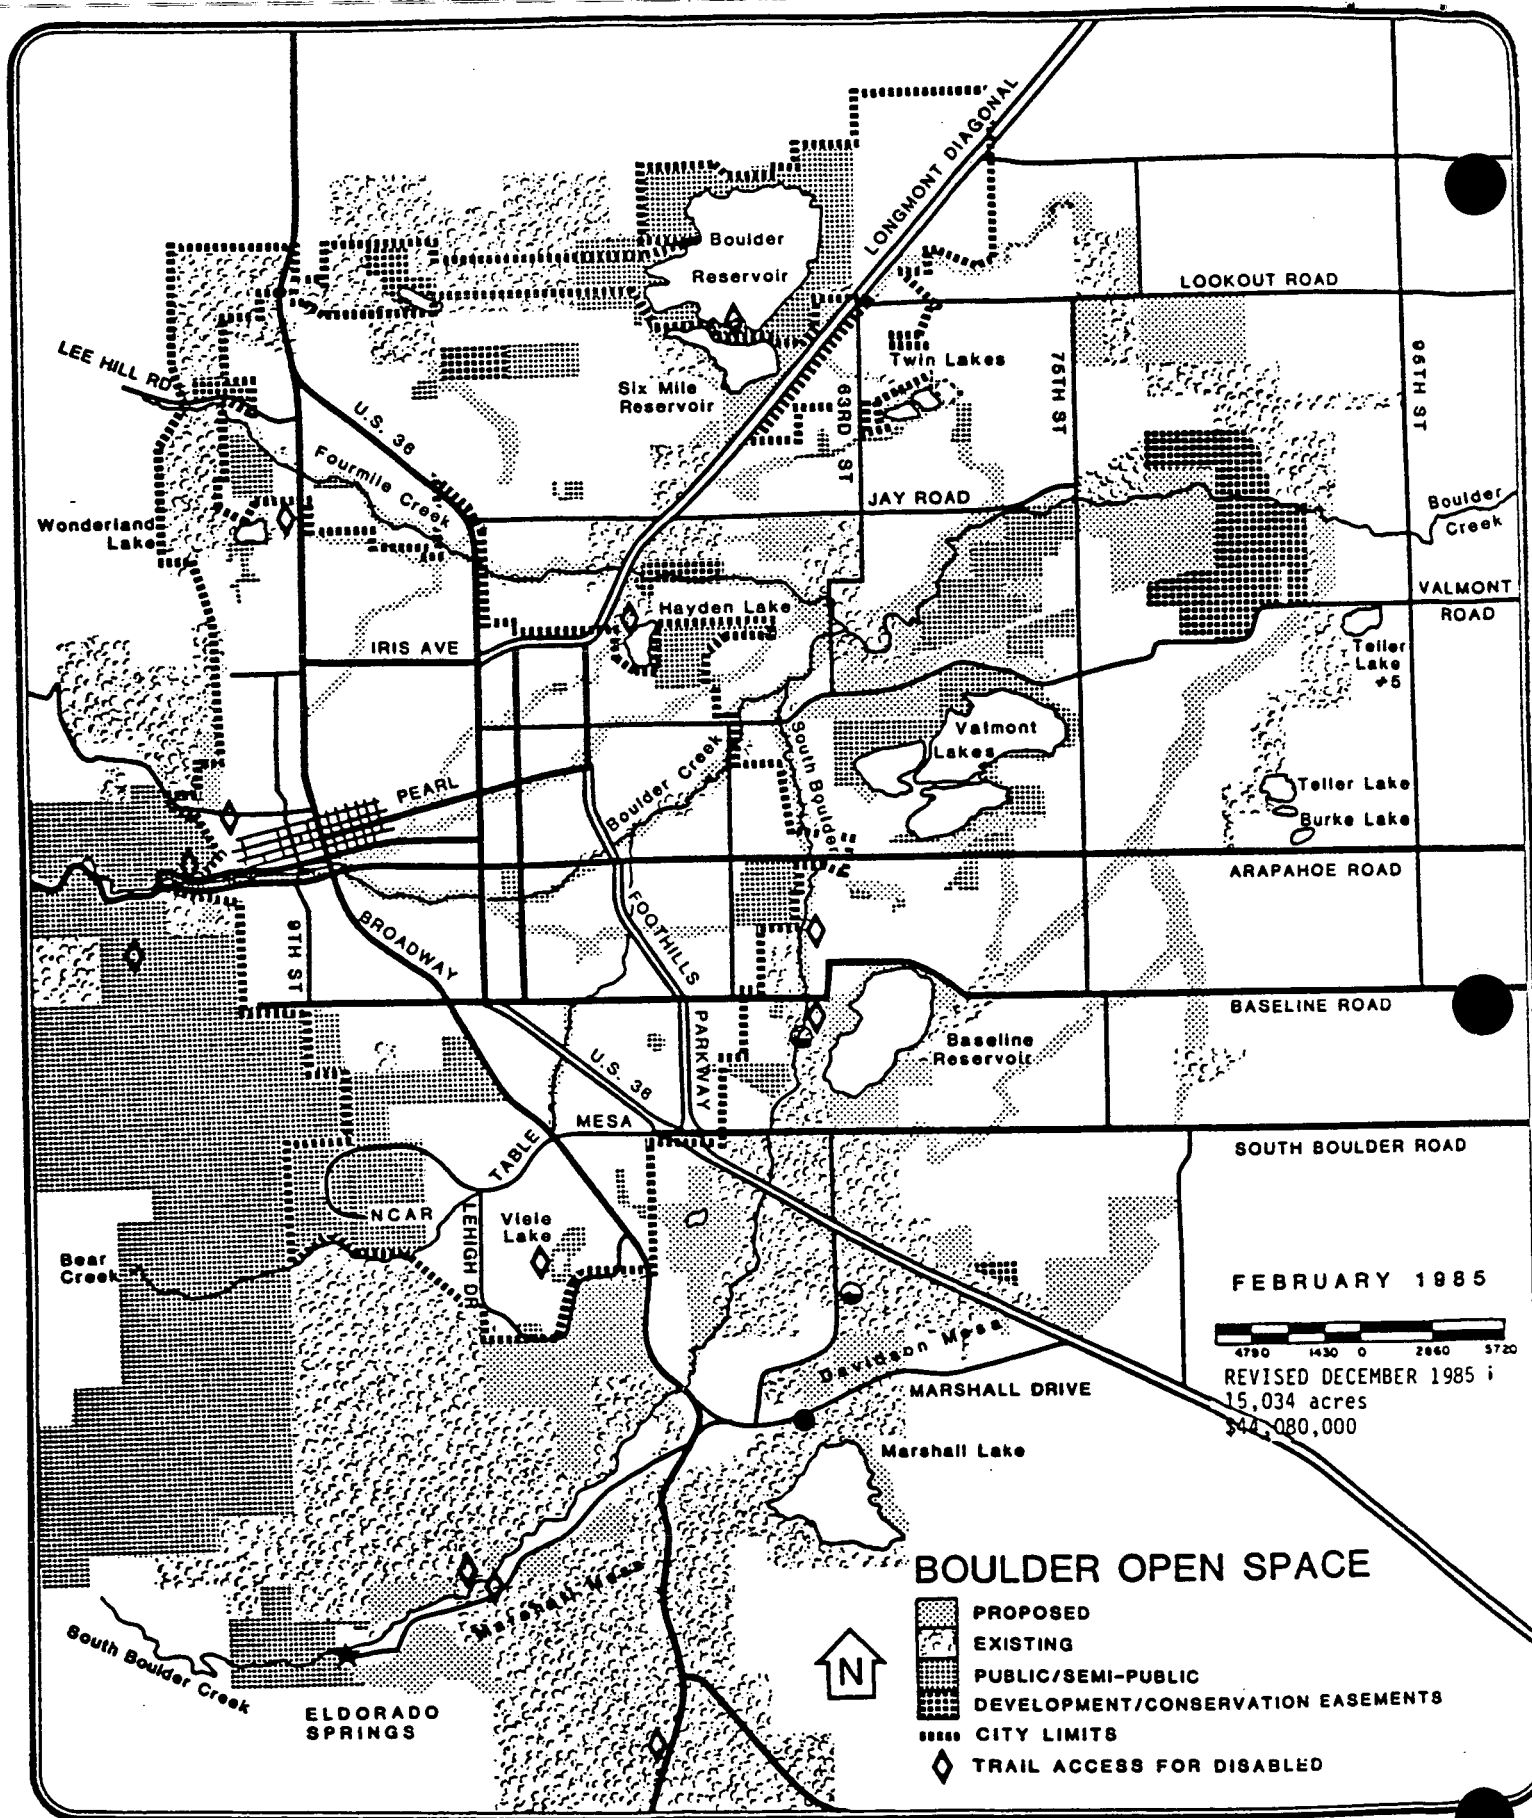 LONGMONT DIAGONAL
Boulder
Reservoir
LOOKOUT ROAD
LEE HILL RD
Twin Lakes
Six Mile
Reservoir
63RD ST
75TH ST
95TH ST
U.S. 36
Fourmile Creek
JAY ROAD
Boulder
Creek
Wonderland
Lake
VALMONT
ROAD
Hayden Lake
IRIS AVE
Teller
Lake
#5
Valmont
Lakes
South Boulder
Boulder Creek
PEARL
Teller Lake
Burke Lake
ARAPAHOE ROAD
9TH ST
BROADWAY
FOOTHILLS
PARKWAY
BASELINE ROAD
Baseline
Reservoir
U.S. 36
TABLE
MESA
SOUTH BOULDER ROAD
NCAR
LEHIGH DR
Viele
Lake
Bear
Creek
FEBRUARY 1985
4790 1430 0 2860 5720
REVISED DECEMBER 1985
15,034 acres
$44,080,000
Davidson Mesa
MARSHALL DRIVE
Marshall Lake
Marshall Mesa
South Boulder Creek
ELDORADO
SPRINGS
BOULDER OPEN SPACE
PROPOSED
EXISTING
PUBLIC/SEMI-PUBLIC
DEVELOPMENT/CONSERVATION EASEMENTS
CITY LIMITS
TRAIL ACCESS FOR DISABLED
N